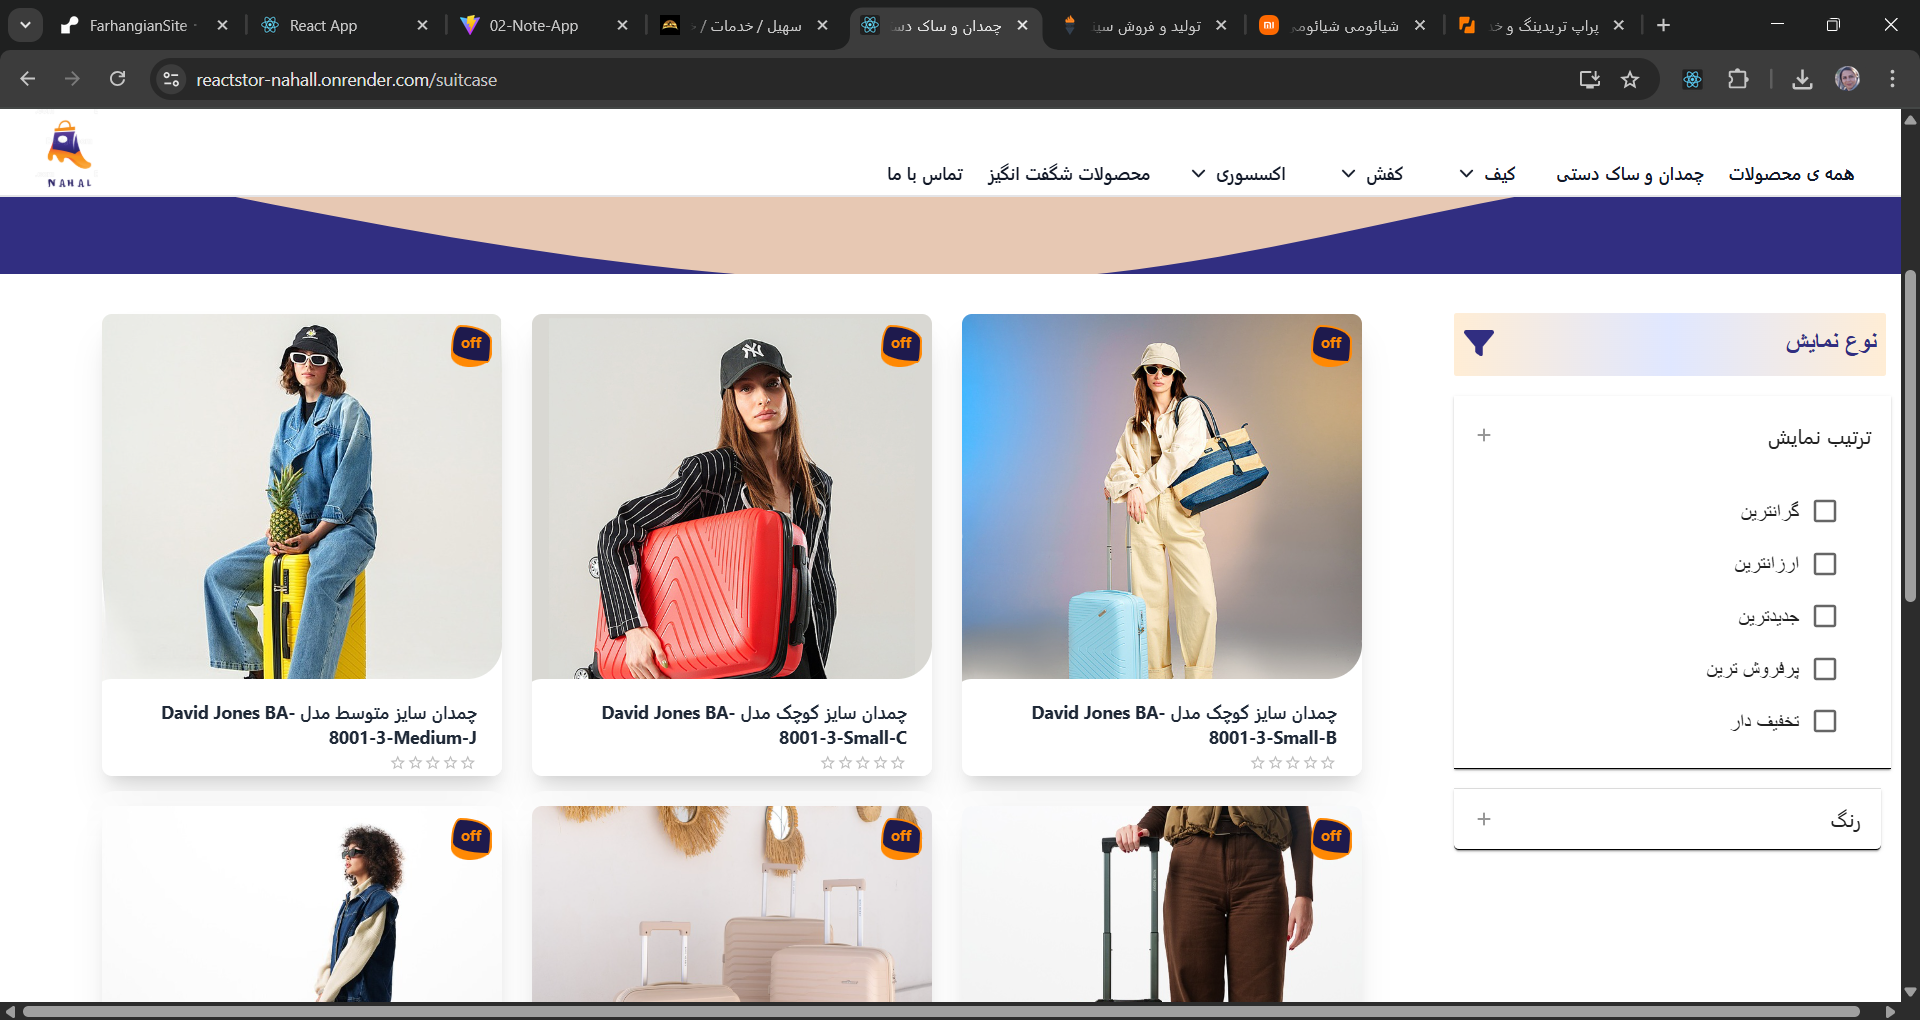 FarhangianSite
React App
02-Note-App
سهیل / خدمات /
چمدان و ساک دس
تولید و فروش سی
شیائومی شیائومی
پراپ تریدینگ و خد
reactstor-nahall.onrender.com/suitcase
NAHAL
همه ی محصولات
چمدان و ساک دستی
کیف
کفش
اکسسوری
محصولات شگفت انگیز
تماس با ما
نوع نمایش
ترتیب نمایش
گرانترین
ارزانترین
جدیدترین
پرفروش ترین
تخفیف دار
رنگ
off
چمدان سایز کوچک مدل David Jones BA-
8001-3-Small-B
off
چمدان سایز کوچک مدل David Jones BA-
8001-3-Small-C
off
چمدان سایز متوسط مدل David Jones BA-
8001-3-Medium-J
off
off
off